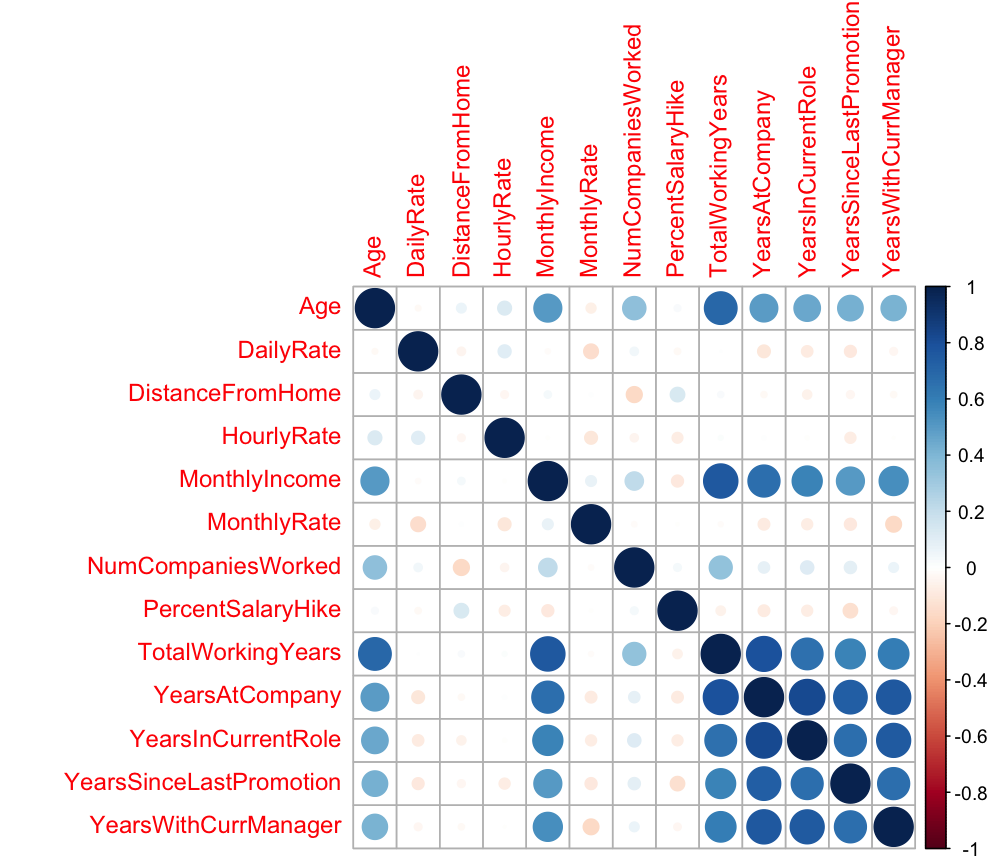 Age
DailyRate
DistanceFromHome
HourlyRate
MonthlyIncome
MonthlyRate
NumCompaniesWorked
PercentSalaryHike
TotalWorkingYears
YearsAtCompany
YearsInCurrentRole
YearsSinceLastPromotion
YearsWithCurrManager
Age
DailyRate
DistanceFromHome
HourlyRate
MonthlyIncome
MonthlyRate
NumCompaniesWorked
PercentSalaryHike
TotalWorkingYears
YearsAtCompany
YearsInCurrentRole
YearsSinceLastPromotion
YearsWithCurrManager
1
0.8
0.6
0.4
0.2
0
-0.2
-0.4
-0.6
-0.8
-1